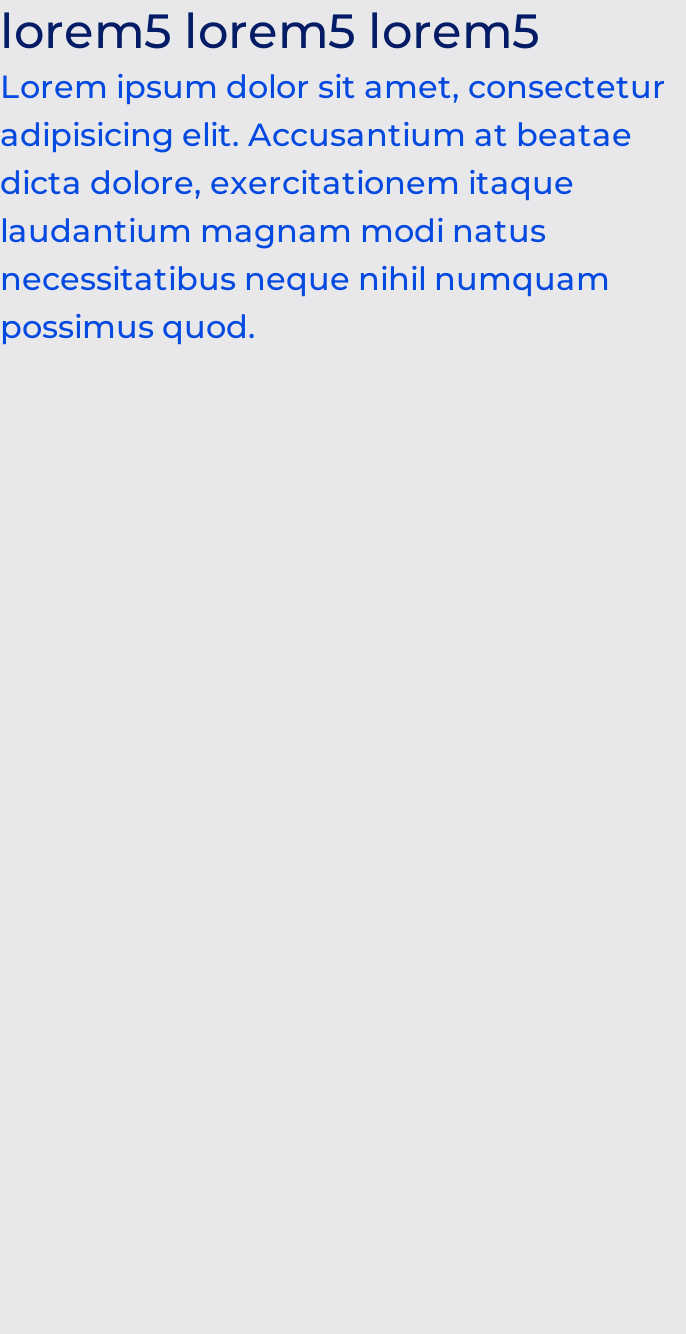 lorem5 lorem5 lorem5
Lorem ipsum dolor sit amet, consectetur
adipisicing elit. Accusantium at beatae
dicta dolore, exercitationem itaque
laudantium magnam modi natus
necessitatibus neque nihil numquam
possimus quod.